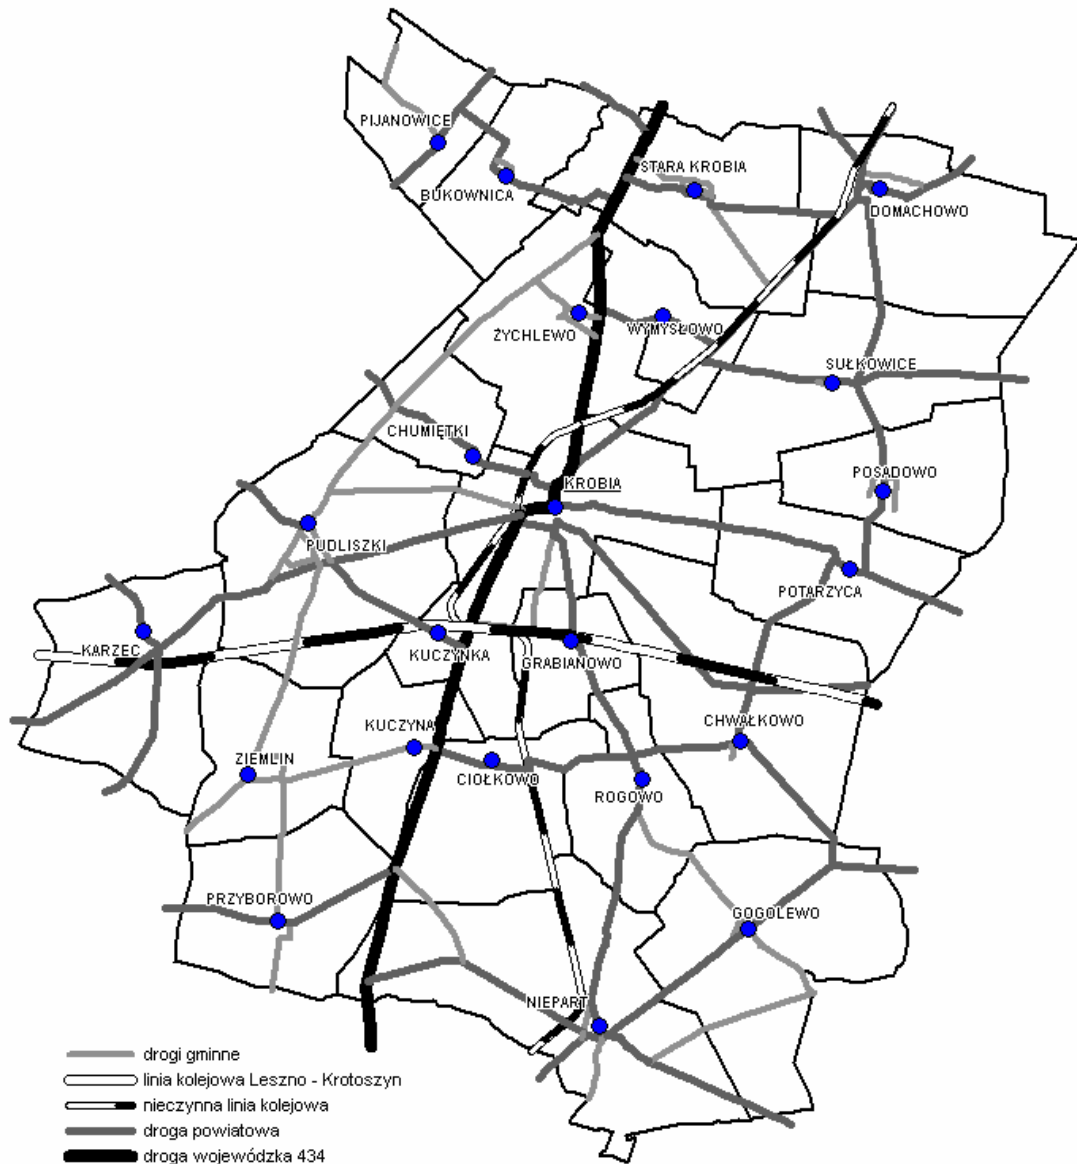 PIJANOWICE
STARA KROBIA
BUKOWNICA
DOMACHOWO
ŻYCHLEWO
WYMYSŁOWO
SUŁKOWICE
CHUMIĘTKI
POSADOWO
KROBIA
PUDLISZKI
POTARZYCA
KARZEC
KUCZYNKA
GRABIANOWO
KUCZYNA
CHWAŁKOWO
ZIEMLIN
CIOŁKOWO
ROGOWO
PRZYBOROWO
GOGOLEWO
NIEPART
drogi gminne
linia kolejowa Leszno - Krotoszyn
nieczynna linia kolejowa
droga powiatowa
droga wojewódzka 434